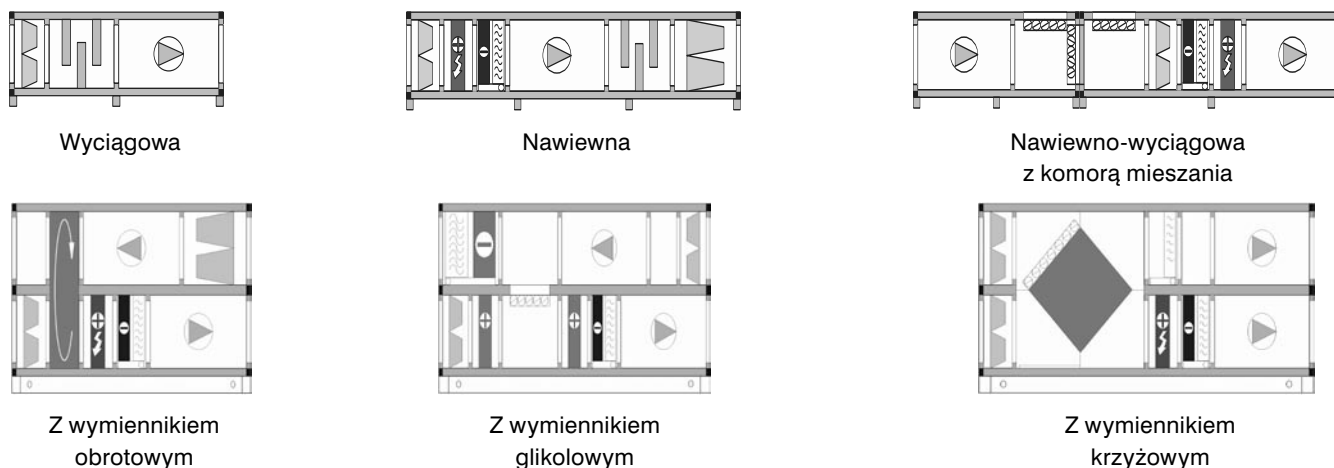 Wyciągowa
Nawiewna
Nawiewno-wyciągowa
z komorą mieszania
Z wymiennikiem
obrotowym
Z wymiennikiem
glikolowym
Z wymiennikiem
krzyżowym